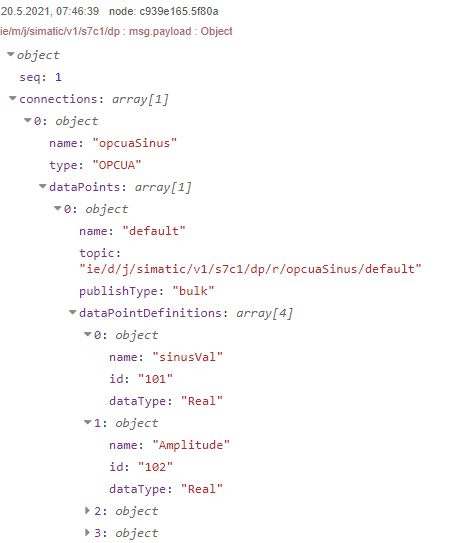 20.5.2021, 07:46:39 node: c939e165.5f80a
ie/m/j/simatic/v1/s7c1/dp : msg.payload : Object
object
seq: 1
connections: array[1]
0: object
name: "opcuaSinus"
type: "OPCUA"
dataPoints: array[1]
0: object
name: "default"
topic:
"ie/d/j/simatic/v1/s7c1/dp/r/opcuaSinus/default"
publishType: "bulk"
dataPointDefinitions: array[4]
0: object
name: "sinusVal"
id: "101"
dataType: "Real"
1: object
name: "Amplitude"
id: "102"
dataType: "Real"
2: object
3: object